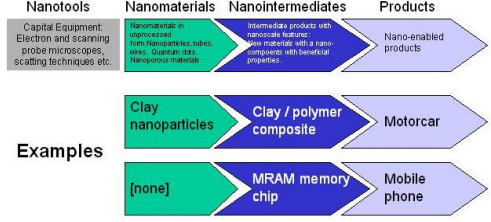 Nanotools Nanomaterials Nanointermediates Products
Capital Equipment:
Electron and scanning
probe microscopes,
scatting techniques etc.
Nanomaterials in
unprocessed
form:Nanoparticles, tubes,
wires. Quantum dots.
Nanoporous materials
Intermediate products with
nanoscale features:
New materials with a nano-
compoents with beneficial
properties.
Nano-enabled
products
Examples
Clay
nanoparticles
Clay / polymer
composite
Motorcar
[none]
MRAM memory
chip
Mobile
phone